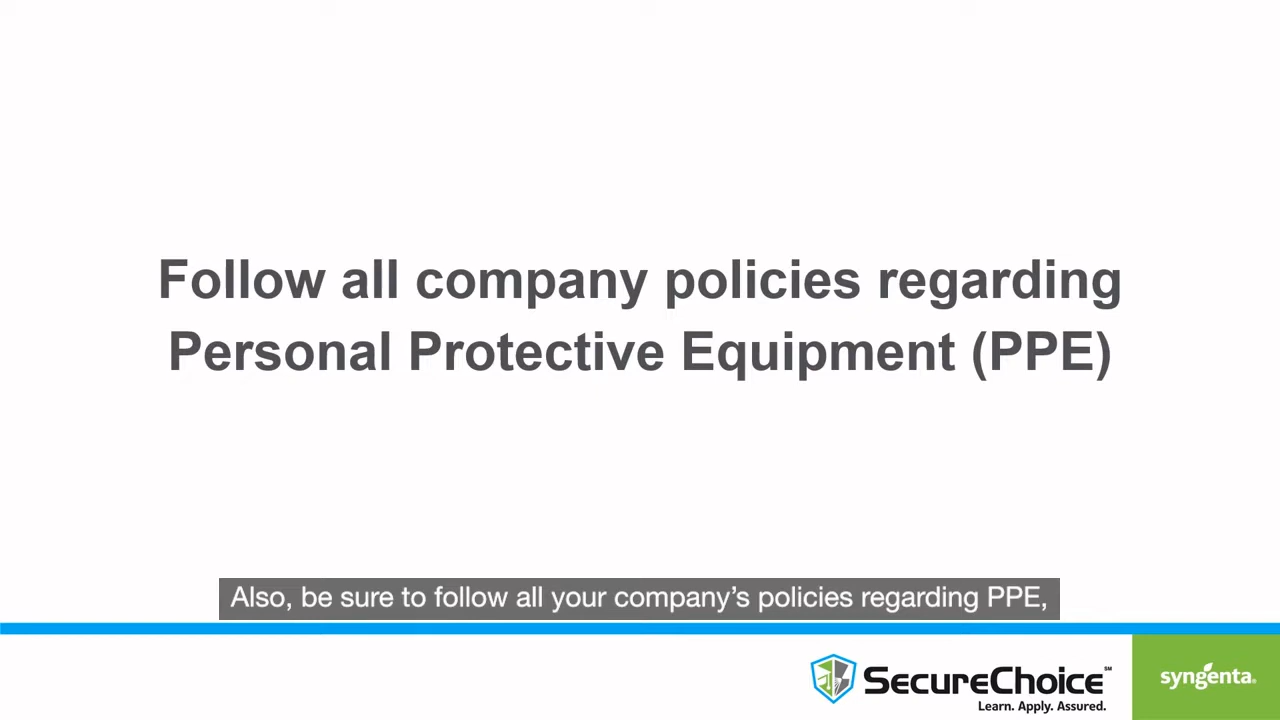 Follow all company policies regarding
Personal Protective Equipment (PPE)
Also, be sure to follow all your company's policies regarding PPE,
SecureChoice℠
Learn. Apply. Assured.
syngenta®